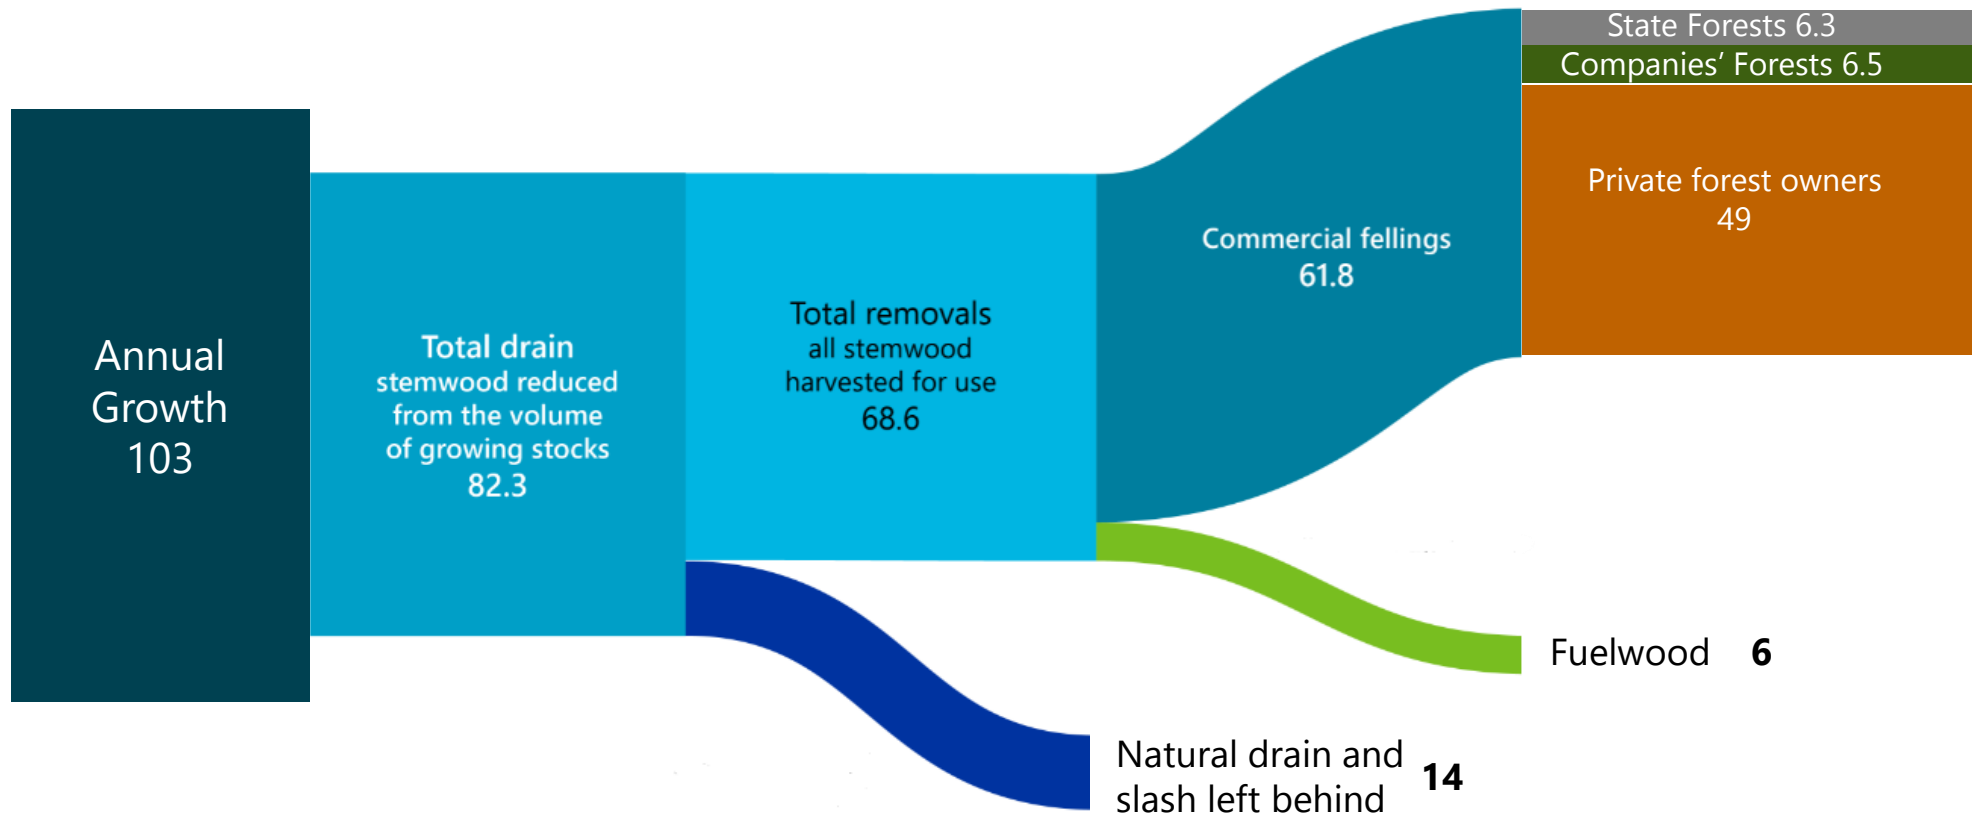 Annual
Growth
103
Total drain
stemwood reduced
from the volume
of growing stocks
82.3
Total removals
all stemwood
harvested for use
68.6
Commercial fellings
61.8
State Forests 6.3
Companies’ Forests 6.5
Private forest owners
49
Fuelwood 6
Natural drain and
slash left behind
14